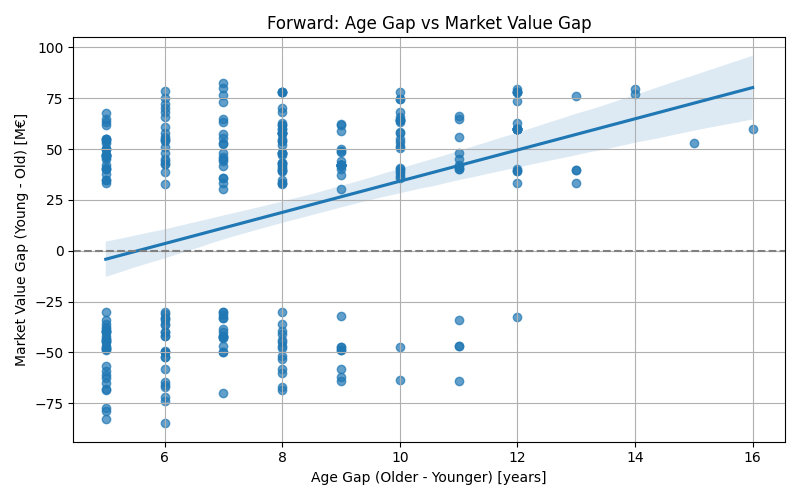 Forward: Age Gap vs Market Value Gap
Market Value Gap (Young - Old) [M€]
100
75
50
25
0
−25
−50
−75
6 8 10 12 14 16
Age Gap (Older - Younger) [years]